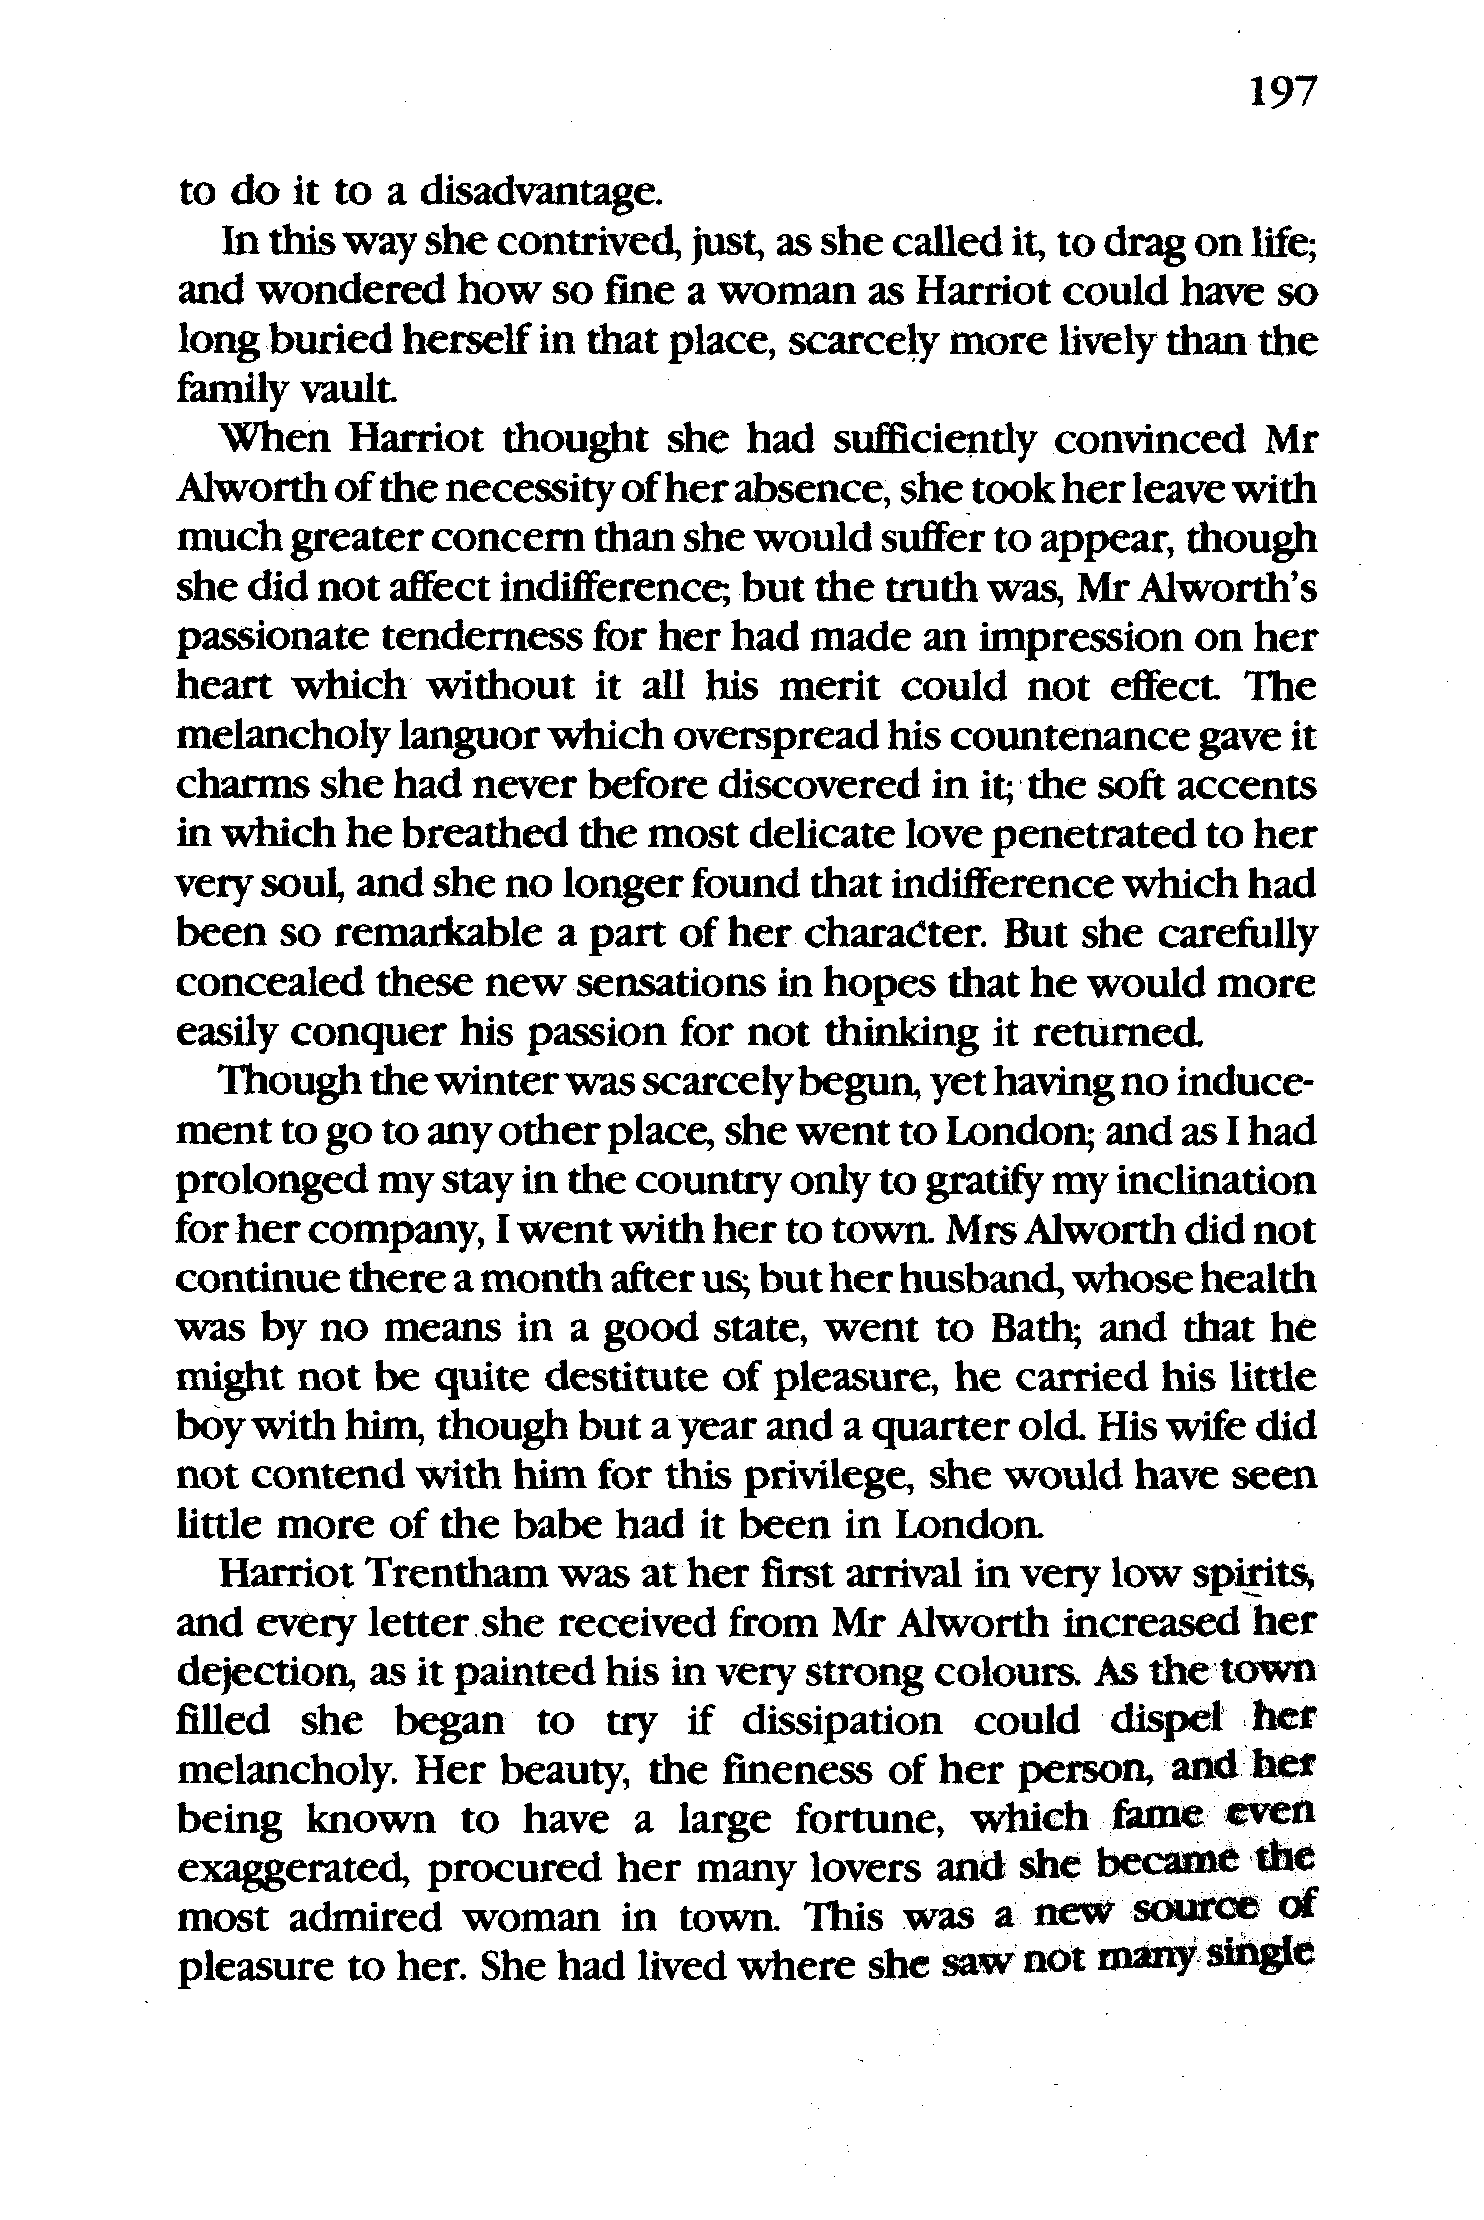 197
to do it to a disadvantage.
In this way she contrived, just, as she called it, to drag on life;
and wondered how so fine a woman as Harriot could have so
long buried herself in that place, scarcely more lively than the
family vault.
When Harriot thought she had sufficiently convinced Mr
Alworth of the necessity of her absence, she took her leave with
much greater concern than she would suffer to appear, though
she did not affect indifference; but the truth was, Mr Alworth's
passionate tenderness for her had made an impression on her
heart which without it all his merit could not effect. The
melancholy languor which overspread his countenance gave it
charms she had never before discovered in it; the soft accents
in which he breathed the most delicate love penetrated to her
very soul, and she no longer found that indifference which had
been so remarkable a part of her character. But she carefully
concealed these new sensations in hopes that he would more
easily conquer his passion for not thinking it returned.
Though the winter was scarcely begun, yet having no induce-
ment to go to any other place, she went to London; and as I had
prolonged my stay in the country only to gratify my inclination
for her company, I went with her to town. Mrs Alworth did not
continue there a month after us; but her husband, whose health
was by no means in a good state, went to Bath; and that he
might not be quite destitute of pleasure, he carried his little
boy with him, though but a year and a quarter old. His wife did
not contend with him for this privilege, she would have seen
little more of the babe had it been in London.
Harriot Trentham was at her first arrival in very low spirits,
and every letter she received from Mr Alworth increased her
dejection, as it painted his in very strong colours. As the town
filled she began to try if dissipation could dispel her
melancholy. Her beauty, the fineness of her person, and her
being known to have a large fortune, which fame even
exaggerated, procured her many lovers and she became the
most admired woman in town. This was a new source of
pleasure to her. She had lived where she saw not many single